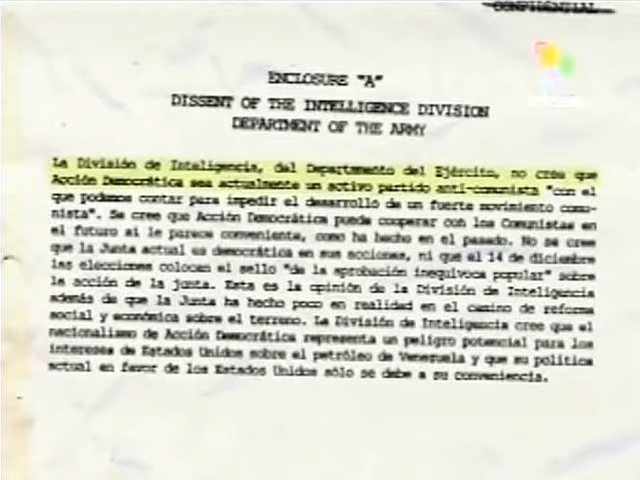 CONFIDENTIAL
ENCLOSURE "A"
DISSENT OF THE INTELLIGENCE DIVISION
DEPARTMENT OF THE ARMY
La División de Inteligencia, del Departamento del Ejército, no cree que
Acción Democrática sea actualmente un activo partido anti-comunista "con el
que podamos contar para impedir el desarrollo de un fuerte movimiento comu-
nista". Se cree que Acción Democrática puede cooperar con los Comunistas en
el futuro si le parece conveniente, como ha hecho en el pasado. No se cree
que la Junta actual es democrática en sus acciones, ni que el 14 de diciembre
las elecciones colocan el sello "de la aprobación inequívoca popular" sobre
la acción de la junta. Esta es la opinión de la División de Inteligencia
además de que la Junta ha hecho poco en realidad en el camino de reforma
social y económica sobre el terreno. La División de Inteligencia cree que el
nacionalismo de Acción Democrática representa un peligro potencial para los
intereses de Estados Unidos sobre el petróleo de Venezuela y que su política
actual en favor de los Estados Unidos sólo se debe a su conveniencia.